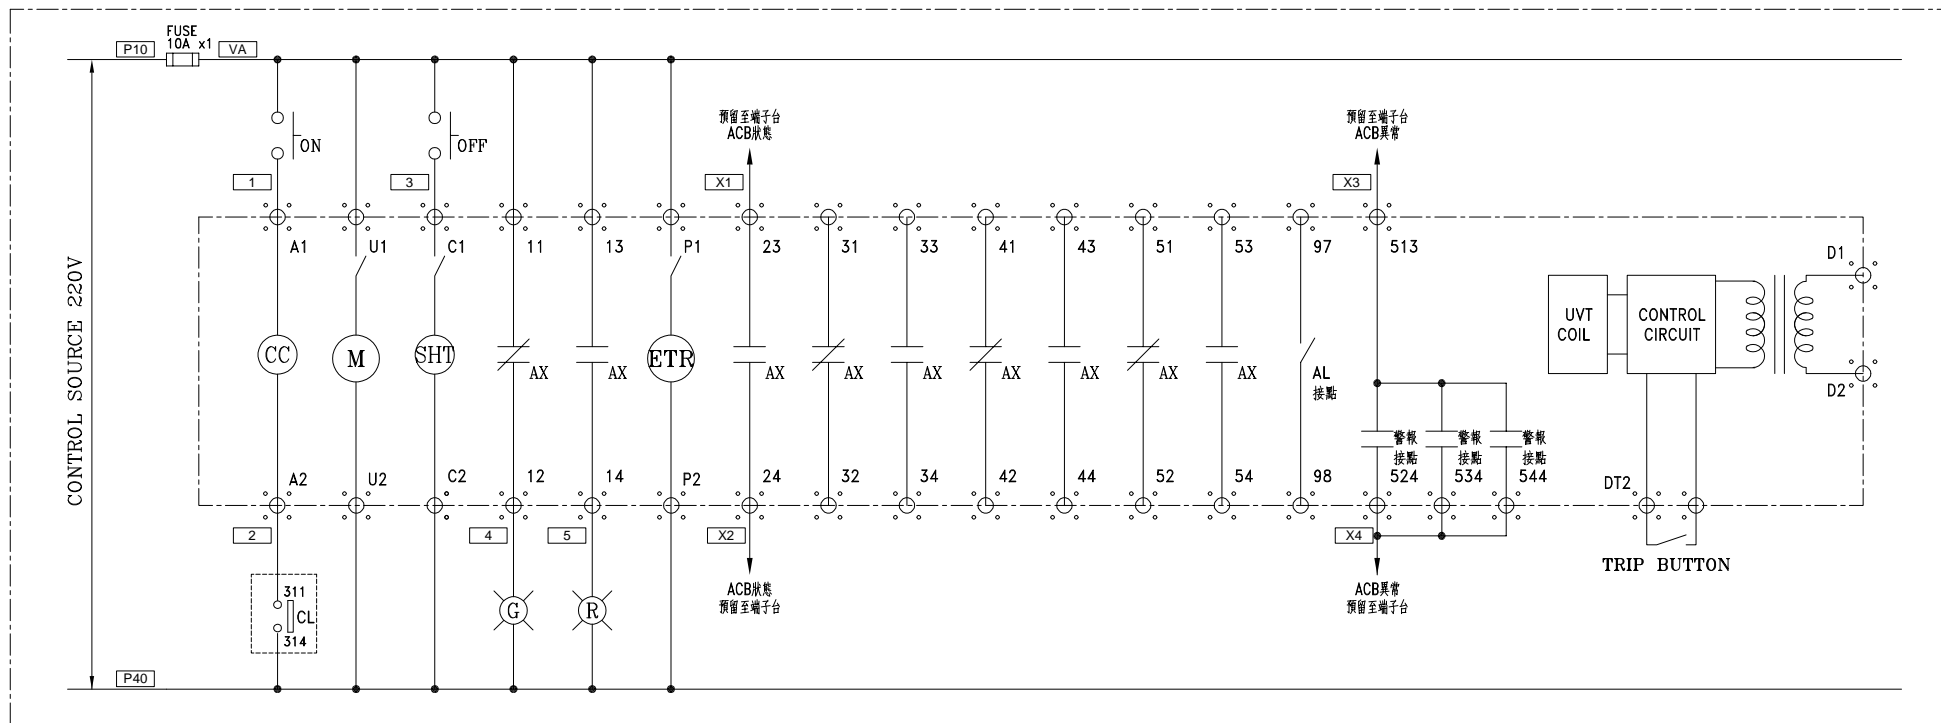 FUSE
10A x1
P10
VA
預留至端子台
ACB狀態
預留至端子台
ACB異常
ON
OFF
1
3
X1
X3
A1
U1
C1
11
13
P1
23
31
33
41
43
51
53
97
513
D1
CONTROL SOURCE 220V
CC
M
SHT
AX
AX
ETR
AX
AX
AX
AX
AX
AX
AX
AL
接點
UVT
COIL
CONTROL
CIRCUIT
D2
警報
接點
警報
接點
警報
接點
A2
U2
C2
12
14
P2
24
32
34
42
44
52
54
98
524
534
544
DT2
2
4
5
X2
X4
TRIP BUTTON
311
CL
314
G
R
ACB狀態
預留至端子台
ACB異常
預留至端子台
P40